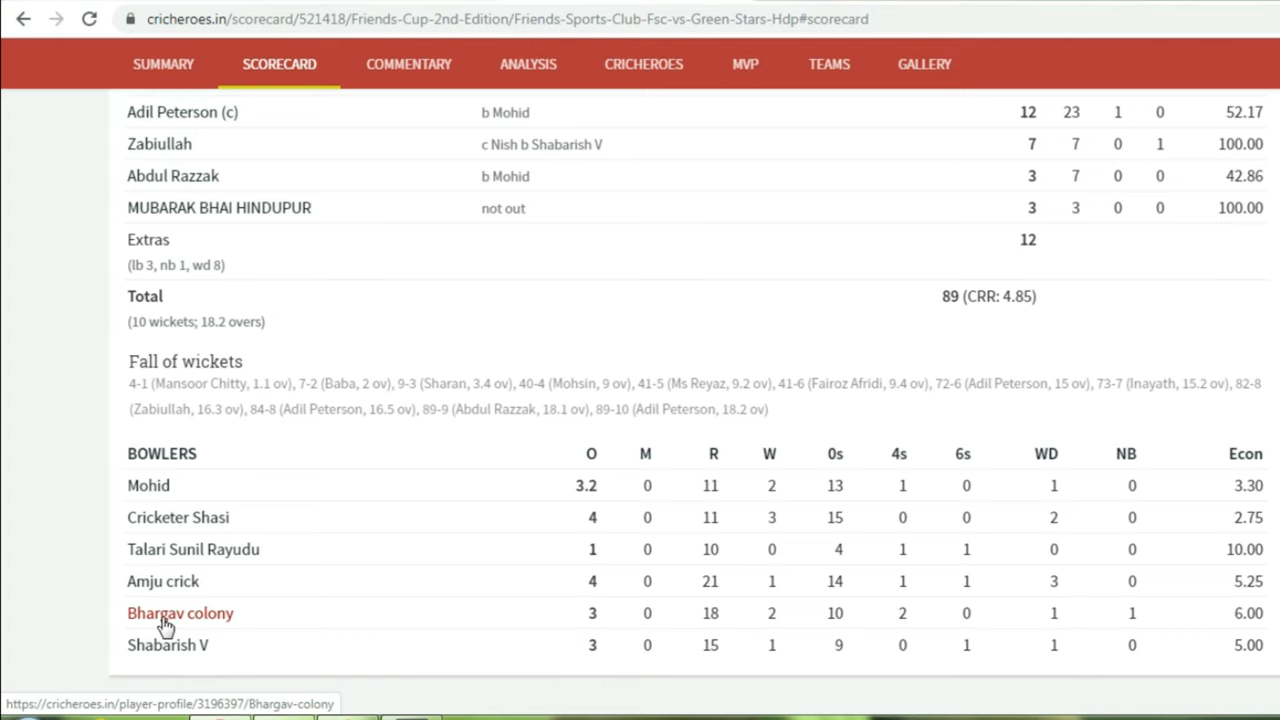 cricheroes.in/scorecard/521418/Friends-Cup-2nd-Edition/Friends-Sports-Club-Fsc-vs-Green-Stars-Hdp#scorecard
SUMMARY SCORECARD COMMENTARY ANALYSIS CRICHEROES MVP TEAMS GALLERY
Adil Peterson (c) b Mohid 12 23 1 0 52.17
Zabiullah c Nish b Shabarish V 7 7 0 1 100.00
Abdul Razzak b Mohid 3 7 0 0 42.86
MUBARAK BHAI HINDUPUR not out 3 3 0 0 100.00
Extras 12
(lb 3, nb 1, wd 8)
Total 89 (CRR: 4.85)
(10 wickets; 18.2 overs)
Fall of wickets
4-1 (Mansoor Chitty, 1.1 ov), 7-2 (Baba, 2 ov), 9-3 (Sharan, 3.4 ov), 40-4 (Mohsin, 9 ov), 41-5 (Ms Reyaz, 9.2 ov), 41-6 (Fairoz Afridi, 9.4 ov), 72-6 (Adil Peterson, 15 ov), 73-7 (Inayath, 15.2 ov), 82-8
(Zabiullah, 16.3 ov), 84-8 (Adil Peterson, 16.5 ov), 89-9 (Abdul Razzak, 18.1 ov), 89-10 (Adil Peterson, 18.2 ov)
BOWLERS O M R W 0s 4s 6s WD NB Econ
Mohid 3.2 0 11 2 13 1 0 1 0 3.30
Cricketer Shasi 4 0 11 3 15 0 0 2 0 2.75
Talari Sunil Rayudu 1 0 10 0 4 1 1 0 0 10.00
Amju crick 4 0 21 1 14 1 1 3 0 5.25
Bhargav colony 3 0 18 2 10 2 0 1 1 6.00
Shabarish V 3 0 15 1 9 0 1 1 0 5.00
https://cricheroes.in/player-profile/3196397/Bhargav-colony